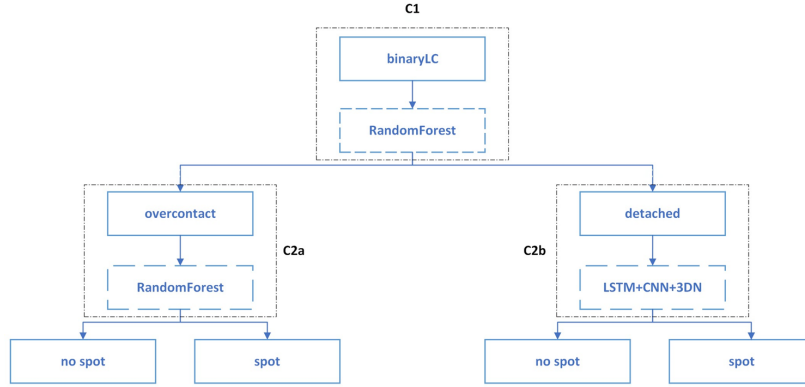 C1
binaryLC
RandomForest
overcontact
detached
C2a
C2b
RandomForest
LSTM+CNN+3DN
no spot
spot
no spot
spot